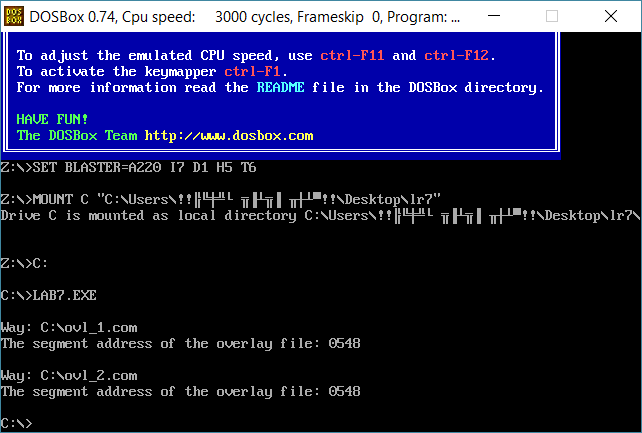 DOSBox 0.74, Cpu speed:    3000 cycles, Frameskip  0, Program: ...
To adjust the emulated CPU speed, use ctrl-F11 and ctrl-F12.
To activate the keymapper ctrl-F1.
For more information read the README file in the DOSBox directory.
HAVE FUN!
The DOSBox Team http://www.dosbox.com
Z:\>SET BLASTER=A220 I7 D1 H5 T6
Z:\>MOUNT C "C:\Users\!!\Desktop\lr7"
Drive C is mounted as local directory C:\Users\!!\Desktop\lr7\
Z:\>C:
C:\>LAB7.EXE
Way: C:\ovl_1.com
The segment address of the overlay file: 0548
Way: C:\ovl_2.com
The segment address of the overlay file: 0548
C:\>